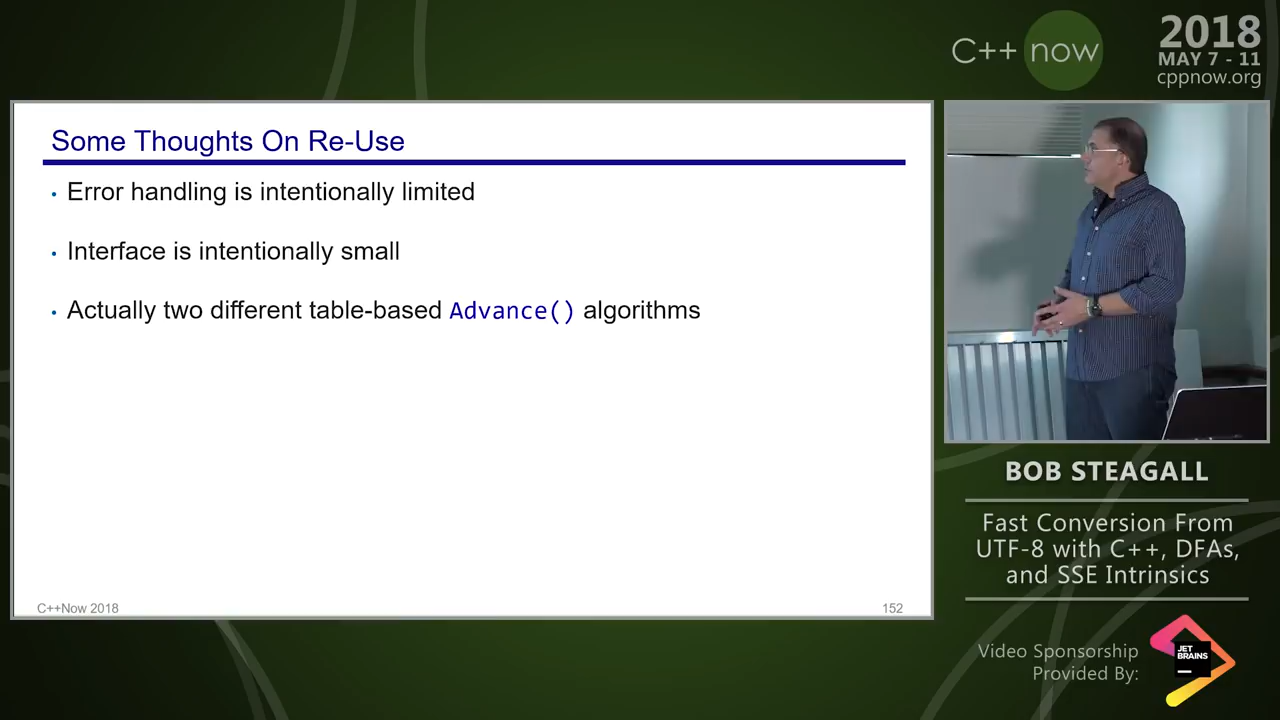 C++ now
2018
MAY 7 - 11
cppnow.org
Some Thoughts On Re-Use
• Error handling is intentionally limited
• Interface is intentionally small
• Actually two different table-based Advance() algorithms
C++Now 2018
152
BOB STEAGALL
Fast Conversion From
UTF-8 with C++, DFAs,
and SSE Intrinsics
Video Sponsorship
Provided By:
JET
BRAINS